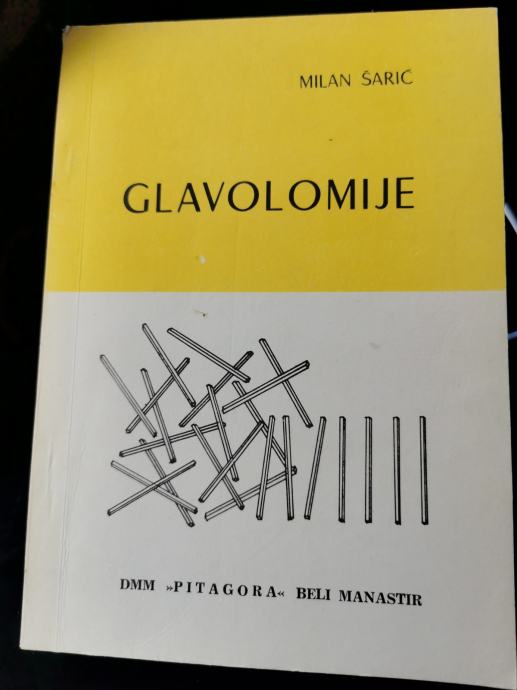 MILAN ŠARIĆ
GLAVOLOMIJE
DMM »PITAGORA« BELI MANASTIR